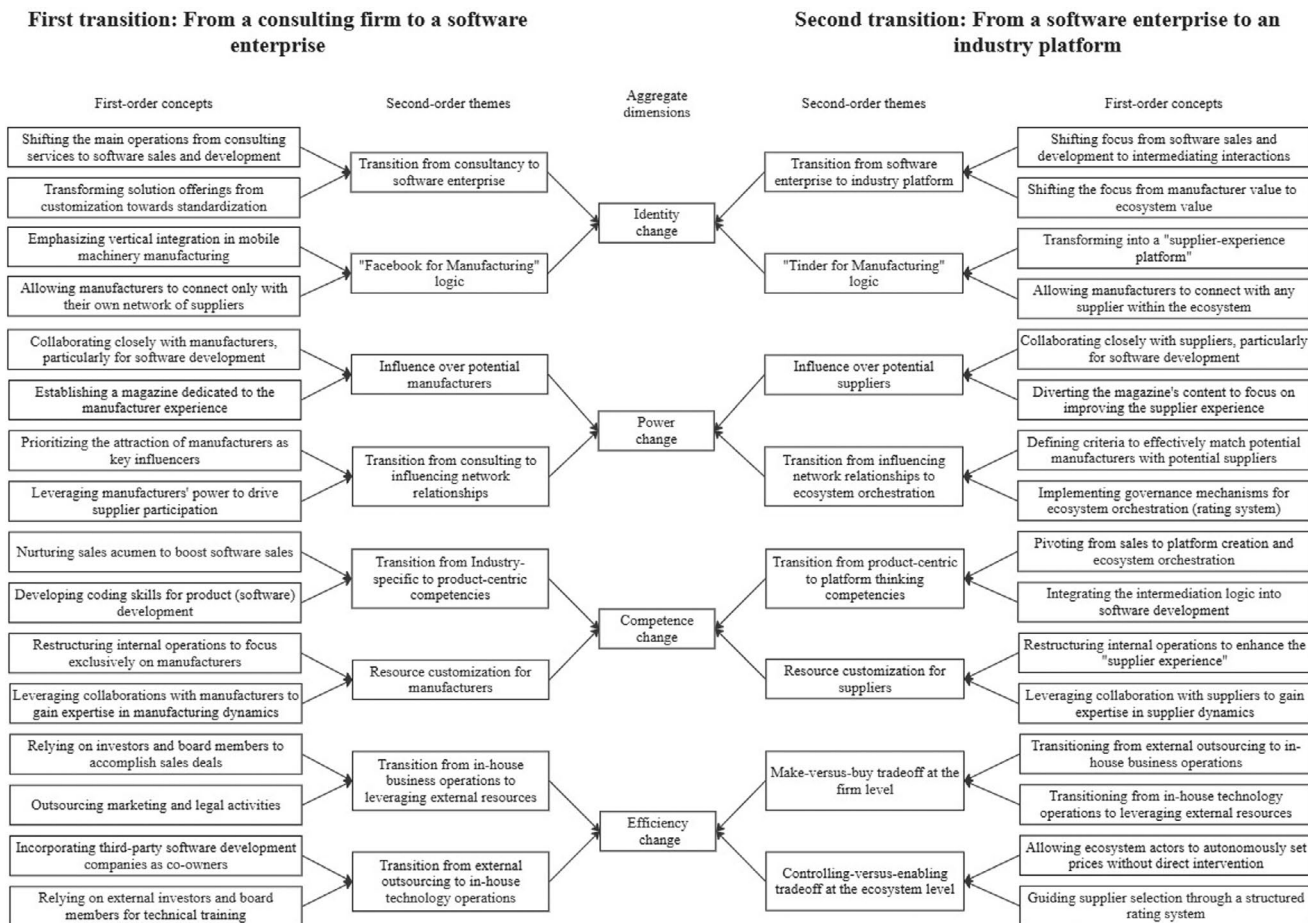 First transition: From a consulting firm to a software
enterprise
Second transition: From a software enterprise to an
industry platform
First-order concepts
Second-order themes
Aggregate
dimensions
Second-order themes
First-order concepts
Shifting the main operations from consulting
services to software sales and development
Transforming solution offerings from
customization towards standardization
Emphasizing vertical integration in mobile
machinery manufacturing
Allowing manufacturers to connect only with
their own network of suppliers
Collaborating closely with manufacturers,
particularly for software development
Establishing a magazine dedicated to the
manufacturer experience
Prioritizing the attraction of manufacturers as
key influencers
Leveraging manufacturers' power to drive
supplier participation
Nurturing sales acumen to boost software sales
Developing coding skills for product (software)
development
Restructuring internal operations to focus
exclusively on manufacturers
Leveraging collaborations with manufacturers to
gain expertise in manufacturing dynamics
Relying on investors and board members to
accomplish sales deals
Outsourcing marketing and legal activities
Incorporating third-party software development
companies as co-owners
Relying on external investors and board
members for technical training
Transition from consultancy to
software enterprise
"Facebook for Manufacturing"
logic
Influence over potential
manufacturers
Transition from consulting to
influencing network
relationships
Transition from Industry-
specific to product-centric
competencies
Resource customization for
manufacturers
Transition from in-house
business operations to
leveraging external resources
Transition from external
outsourcing to in-house
technology operations
Identity
change
Power
change
Competence
change
Efficiency
change
Transition from software
enterprise to industry platform
"Tinder for Manufacturing"
logic
Influence over potential
suppliers
Transition from influencing
network relationships to
ecosystem orchestration
Transition from product-centric
to platform thinking
competencies
Resource customization for
suppliers
Make-versus-buy tradeoff at the
firm level
Controlling-versus-enabling
tradeoff at the ecosystem level
Shifting focus from software sales and
development to intermediating interactions
Shifting the focus from manufacturer value to
ecosystem value
Transforming into a "supplier-experience
platform"
Allowing manufacturers to connect with any
supplier within the ecosystem
Collaborating closely with suppliers, particularly
for software development
Diverting the magazine's content to focus on
improving the supplier experience
Defining criteria to effectively match potential
manufacturers with potential suppliers
Implementing governance mechanisms for
ecosystem orchestration (rating system)
Pivoting from sales to platform creation and
ecosystem orchestration
Integrating the intermediation logic into
software development
Restructuring internal operations to enhance the
"supplier experience"
Leveraging collaboration with suppliers to gain
expertise in supplier dynamics
Transitioning from external outsourcing to in-
house business operations
Transitioning from in-house technology
operations to leveraging external resources
Allowing ecosystem actors to autonomously set
prices without direct intervention
Guiding supplier selection through a structured
rating system